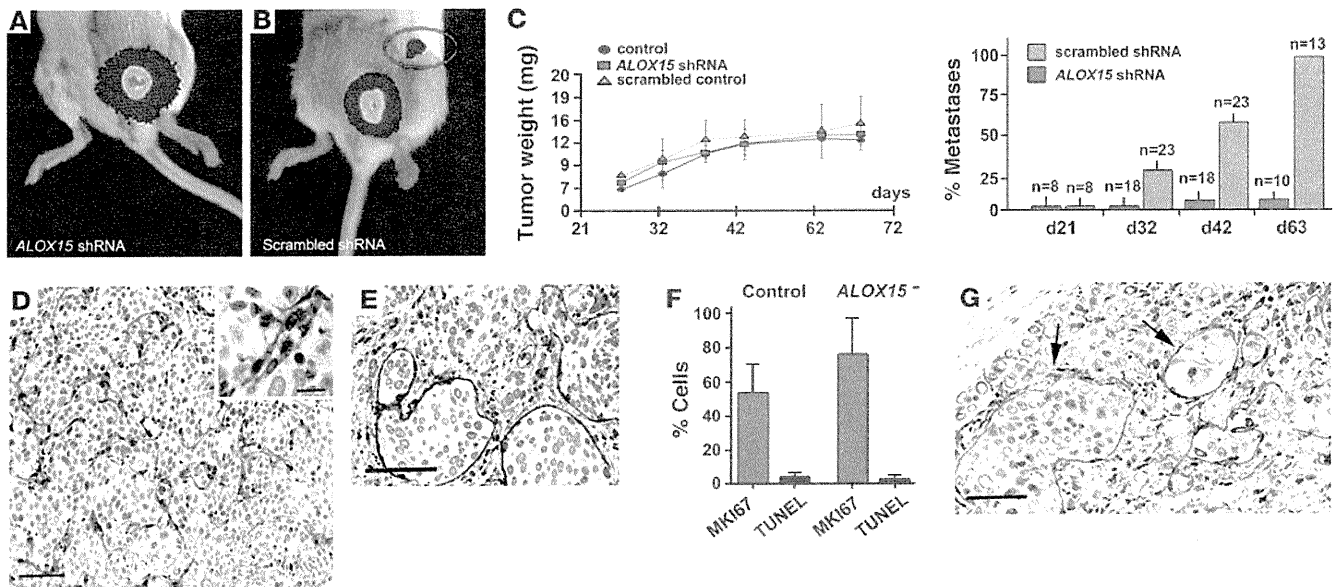 A
ALOX15 shRNA
B
Scrambled shRNA
C
control
ALOX15 shRNA
scrambled control
Tumor weight (mg)
20
19
16
12
9
7
0
days
21
32
42
52
62
72
scrambled shRNA
ALOX15 shRNA
% Metastases
100
75
50
25
0
n=8
n=8
n=18
n=23
n=18
n=23
n=10
n=13
d21
d32
d42
d63
D
E
F
Control
ALOX15 -
% Cells
100
80
60
40
20
0
MKI67
TUNEL
MKI67
TUNEL
G